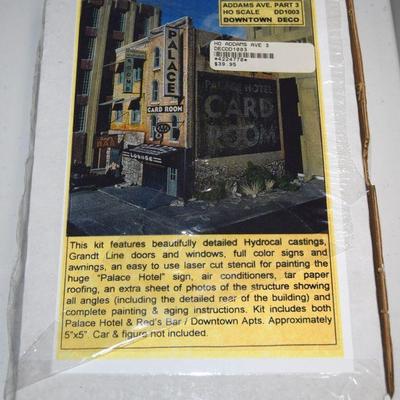 ADDAMS AVE. PART 3
HO SCALE DD1003
DOWNTOWN DECO
HO ADDAMS AVE 3
DECDD1003
*4224778*
$39.95
PALACE
CARD ROOM
BAR
LOUNGE
PALACE HOTEL
CARD
ROOM
This kit features beautifully detailed Hydrocal castings,
Grandt Line doors and windows, full color signs and
awnings, an easy to use laser cut stencil for painting the
huge "Palace Hotel" sign, air conditioners, tar paper
roofing, an extra sheet of photos of the structure showing
all angles (including the detailed rear of the building) and
complete painting & aging instructions. Kit includes both
Palace Hotel & Red's Bar / Downtown Apts. Approximately
5"x5". Car & figure not included.